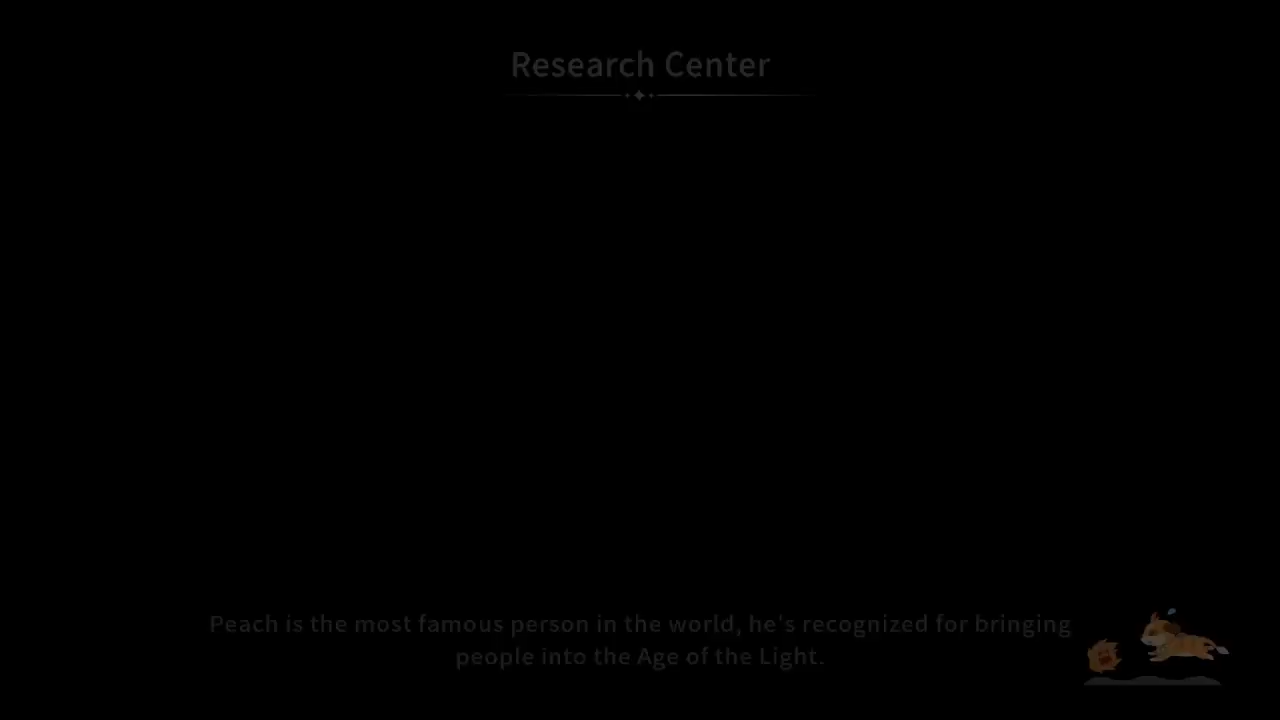 Research Center
Peach is the most famous person in the world, he's recognized for bringing
people into the Age of the Light.